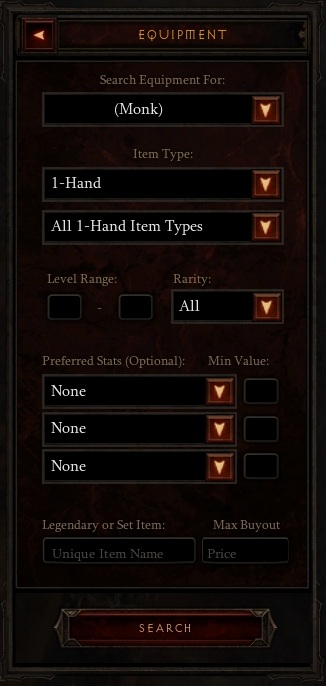 EQUIPMENT
Search Equipment For:
(Monk)
Item Type:
1-Hand
All 1-Hand Item Types
Level Range: Rarity:
- All
Preferred Stats (Optional): Min Value:
None
None
None
Legendary or Set Item: Max Buyout
Unique Item Name Price
SEARCH